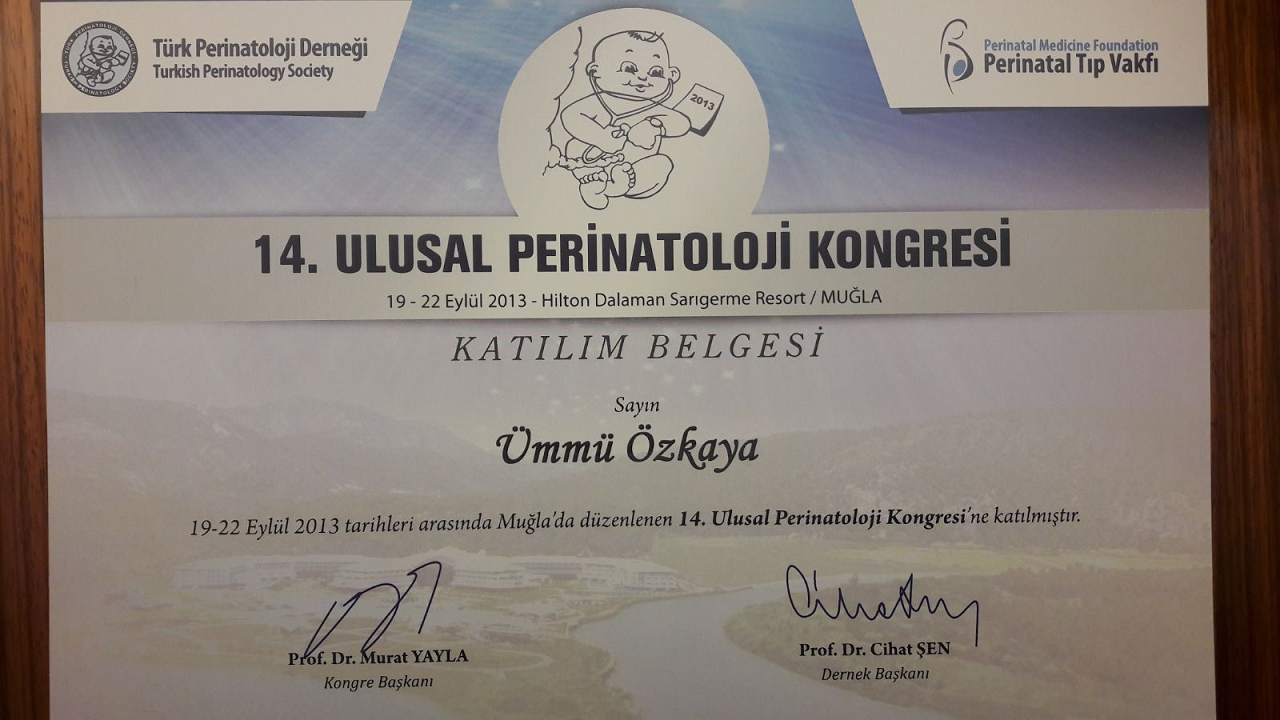 Türk Perinatoloji Derneği
Turkish Perinatology Society
Perinatal Medicine Foundation
Perinatal Tıp Vakfı
2013
14. ULUSAL PERİNATOLOJİ KONGRESİ
19 - 22 Eylül 2013 - Hilton Dalaman Sarıgerme Resort / MUĞLA
KATILIM BELGESİ
Sayın
Ümmü Özkaya
19-22 Eylül 2013 tarihleri arasında Muğla'da düzenlenen 14. Ulusal Perinatoloji Kongresi'ne katılmıştır.
Prof. Dr. Murat YAYLA
Kongre Başkanı
Prof. Dr. Cihat ŞEN
Dernek Başkanı